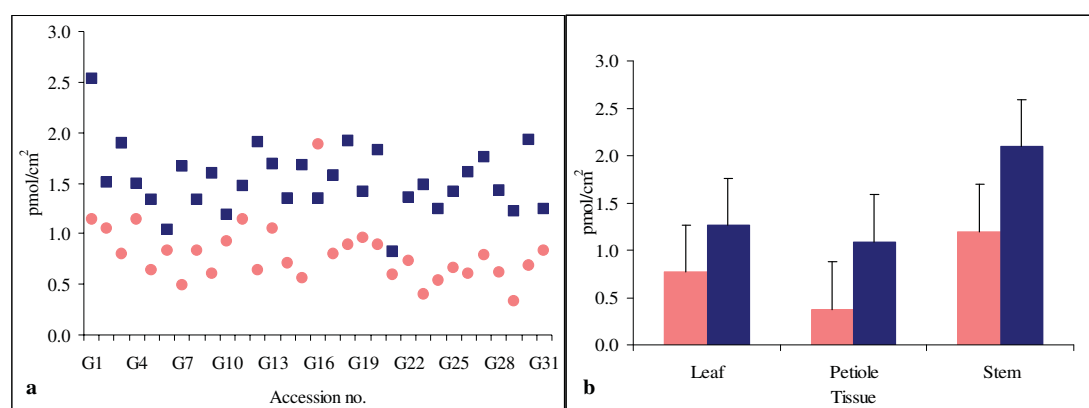 3.0
2.5
2.0
1.5
1.0
0.5
0.0
pmol/cm²
G1 G4 G7 G10 G13 G16 G19 G22 G25 G28 G31
Accession no.
a
3.0
2.5
2.0
1.5
1.0
0.5
0.0
pmol/cm²
Leaf Petiole Stem
Tissue
b